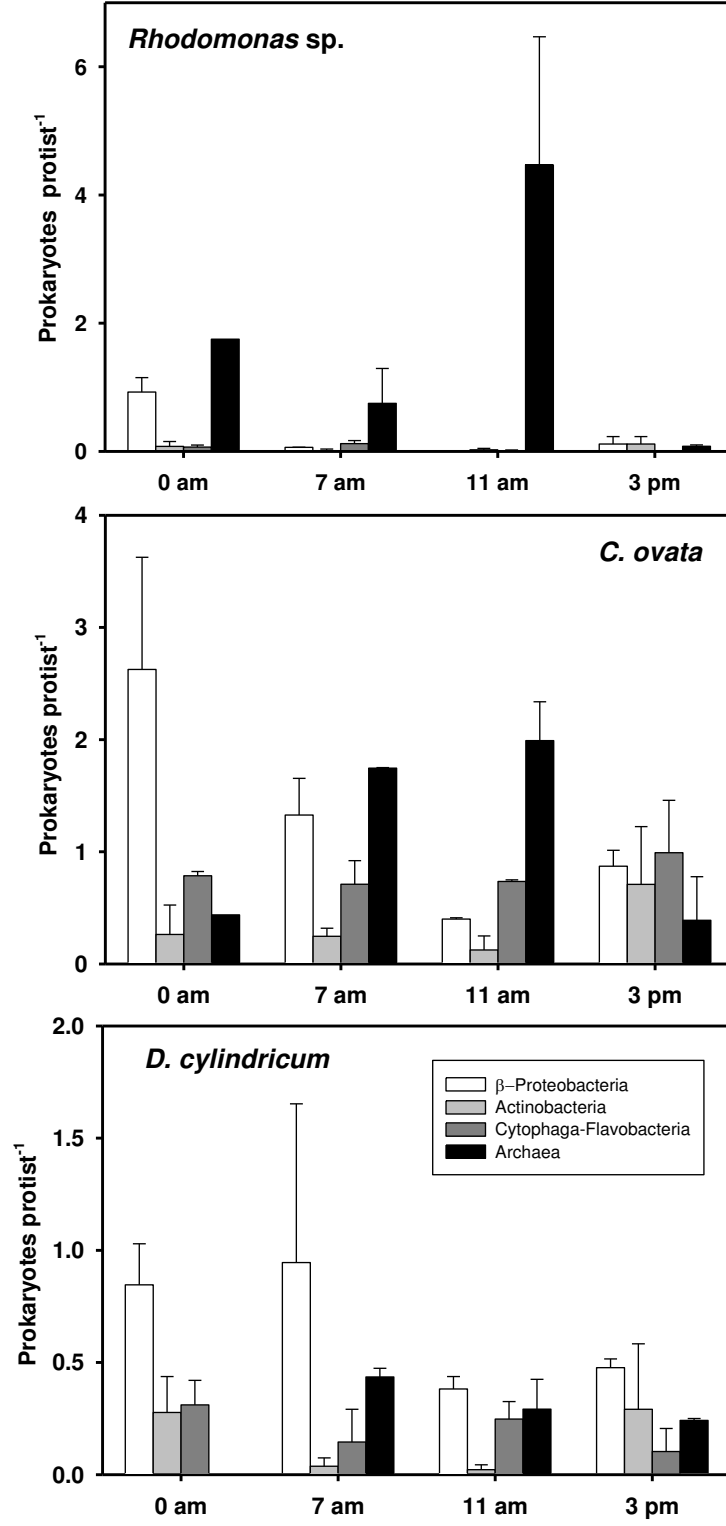 Rhodomonas sp.
Prokaryotes protist⁻¹
6
4
2
0
0 am 7 am 11 am 3 pm
C. ovata
Prokaryotes protist⁻¹
4
3
2
1
0
0 am 7 am 11 am 3 pm
D. cylindricum
Prokaryotes protist⁻¹
2.0
1.5
1.0
0.5
0.0
β−Proteobacteria
Actinobacteria
Cytophaga-Flavobacteria
Archaea
0 am 7 am 11 am 3 pm